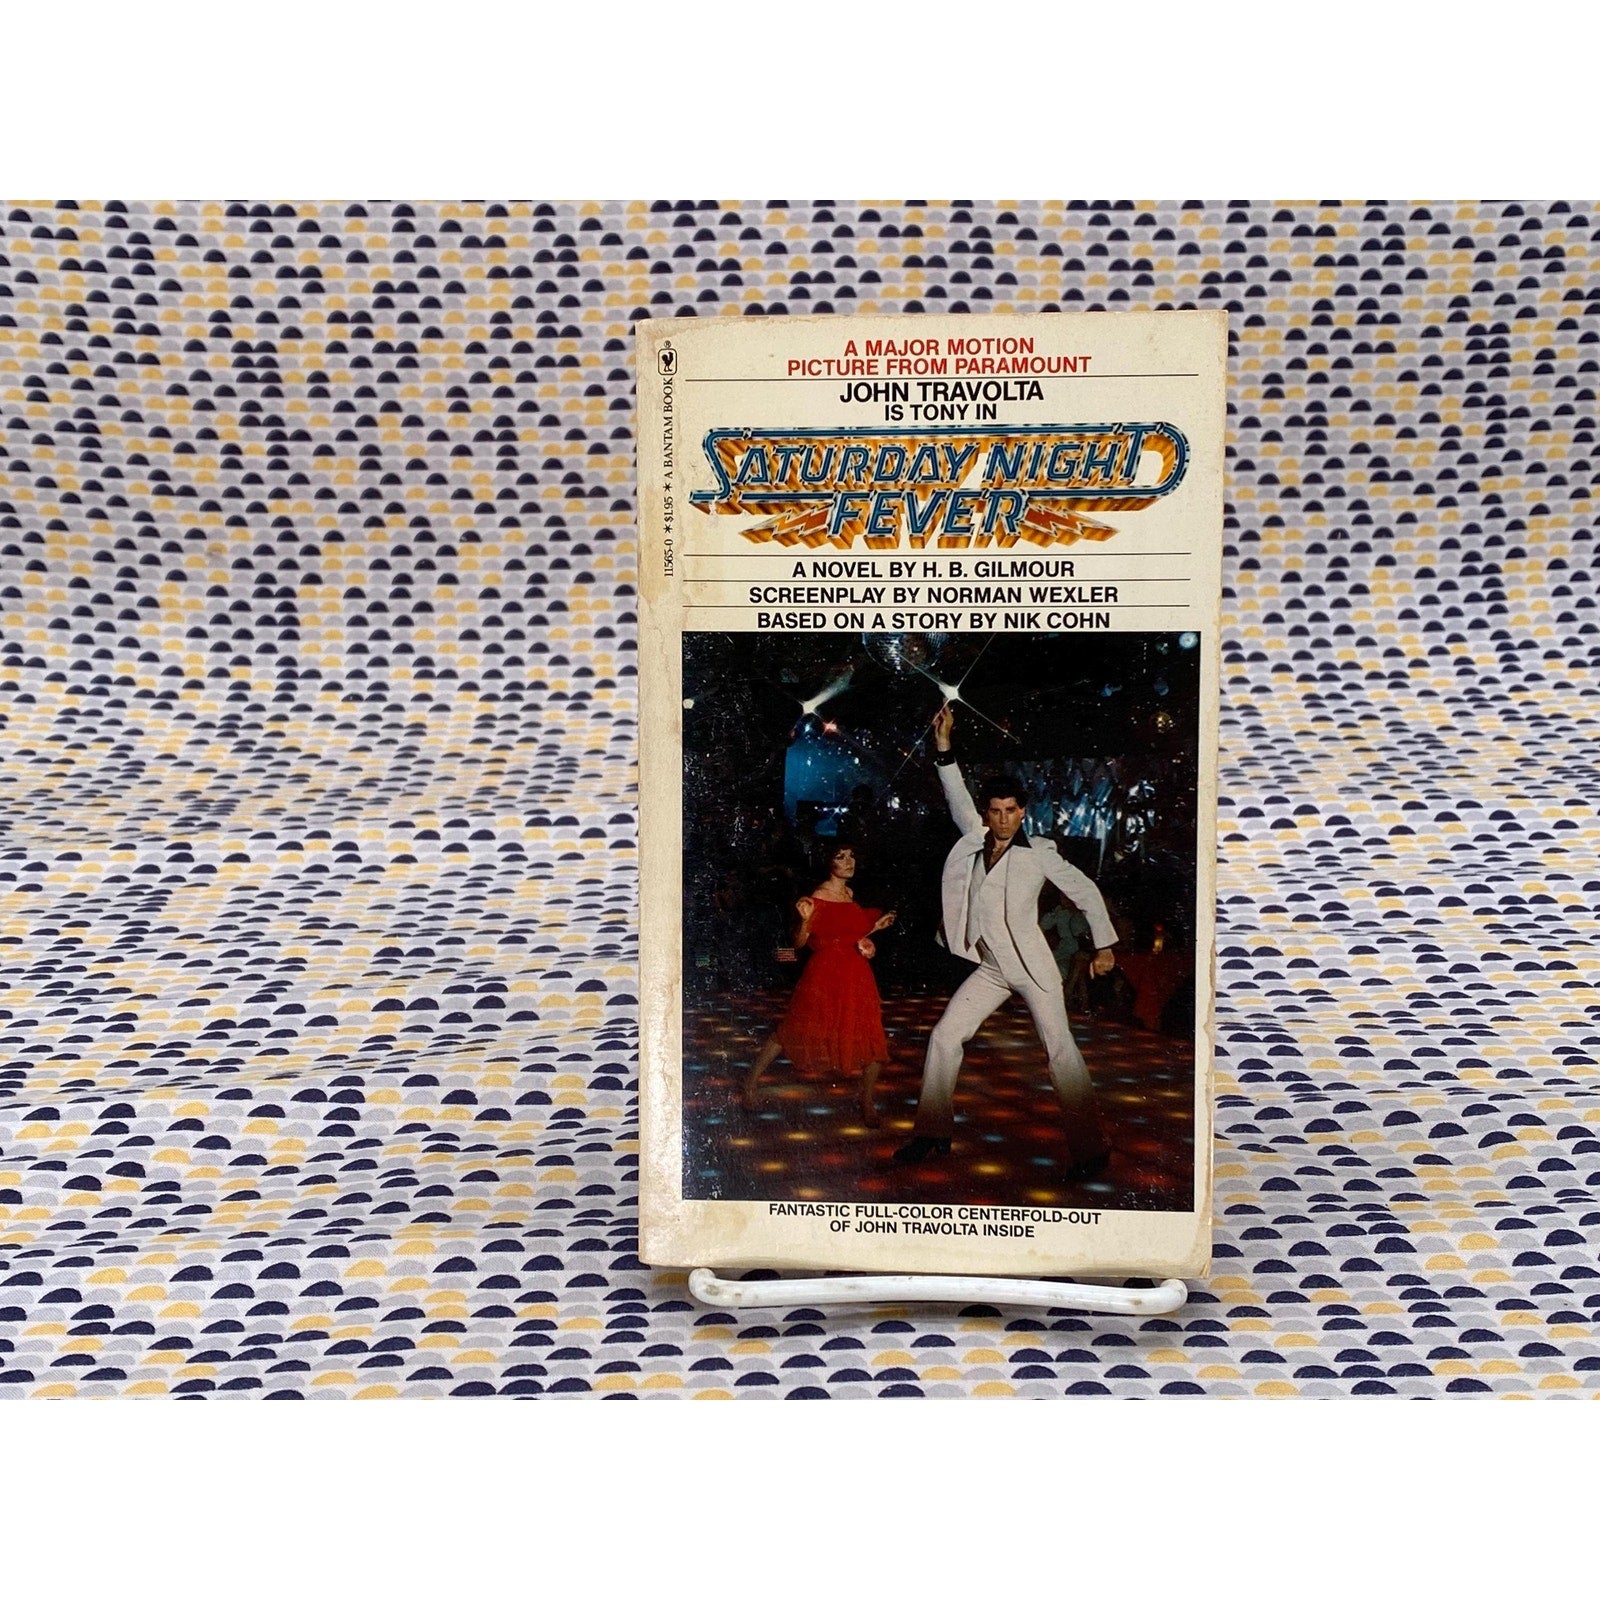 A MAJOR MOTION
PICTURE FROM PARAMOUNT
JOHN TRAVOLTA
IS TONY IN
SATURDAY NIGHT
FEVER
A NOVEL BY H. B. GILMOUR
SCREENPLAY BY NORMAN WEXLER
BASED ON A STORY BY NIK COHN
FANTASTIC FULL-COLOR CENTERFOLD-OUT
OF JOHN TRAVOLTA INSIDE
11565-0 * $1.95 * A BANTAM BOOK ®